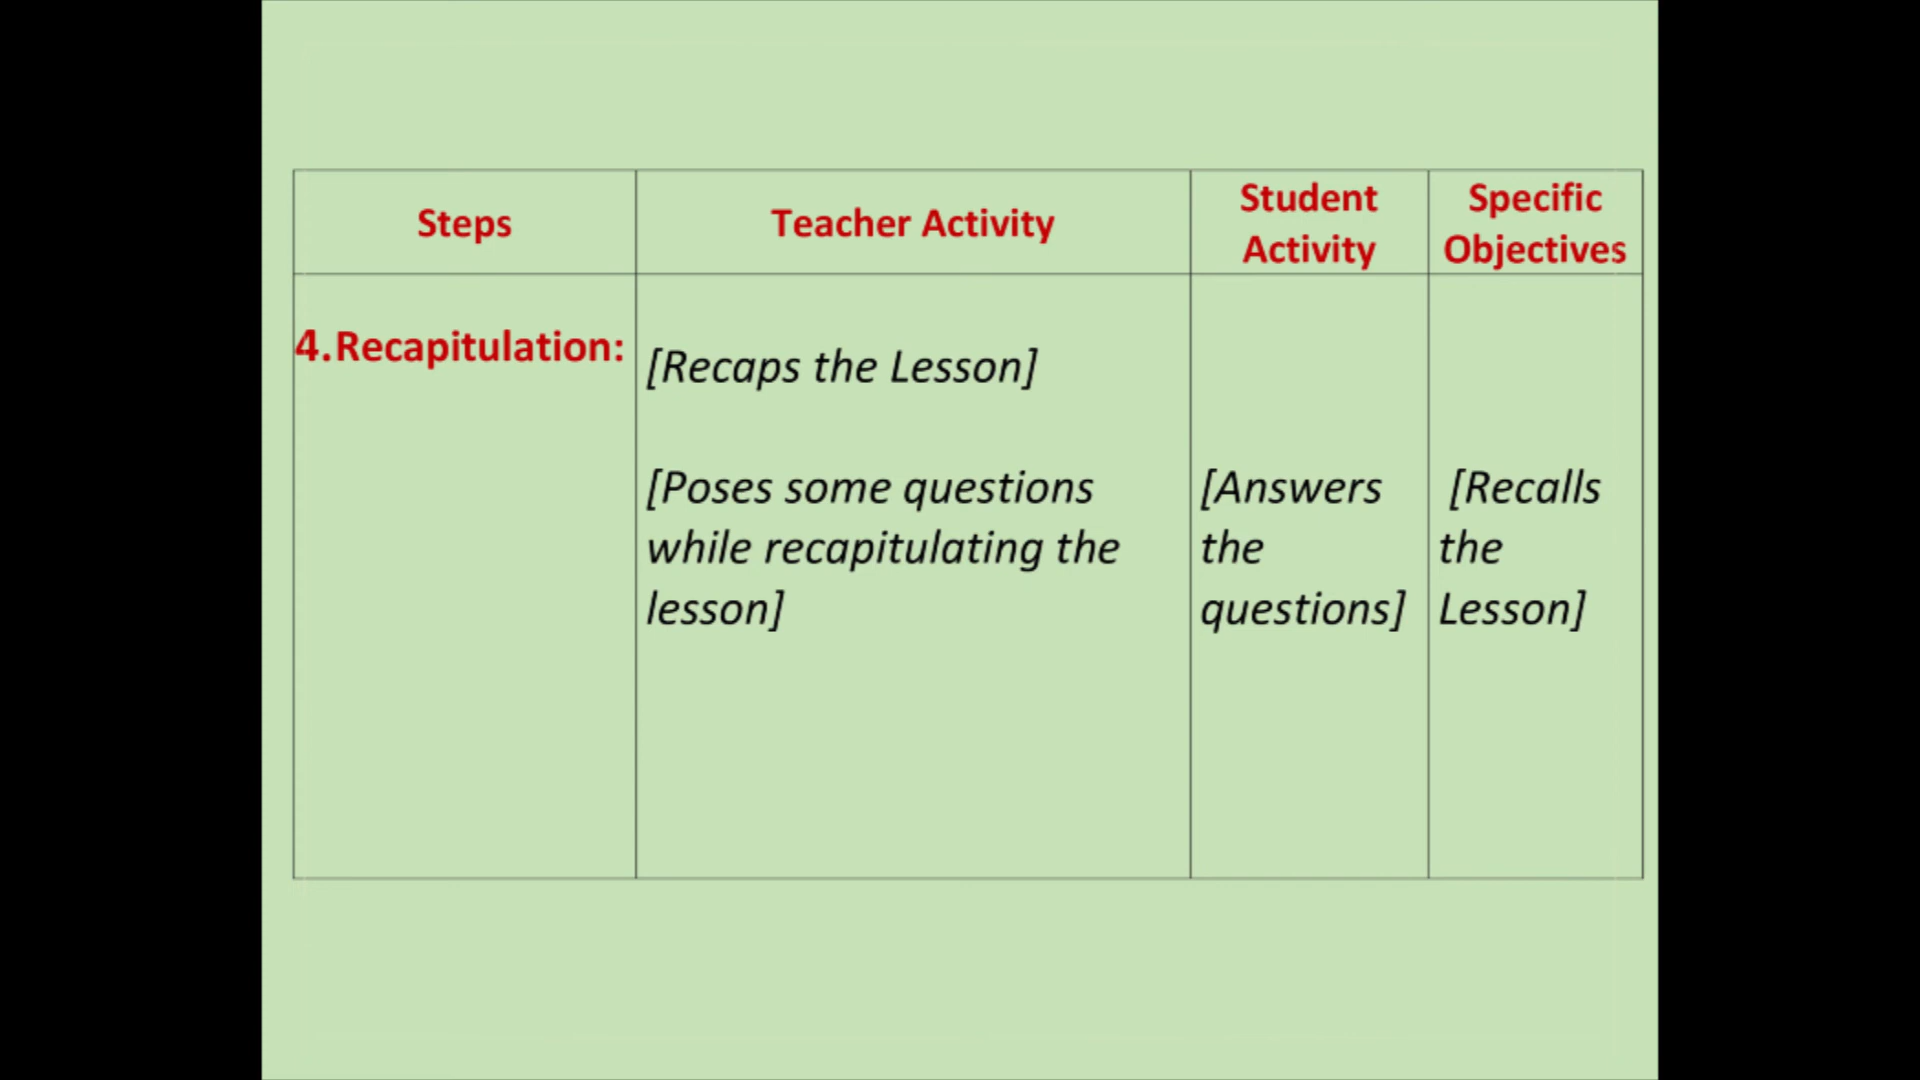 Steps
Teacher Activity
Student
Activity
Specific
Objectives
4.Recapitulation:
[Recaps the Lesson]
[Poses some questions
while recapitulating the
lesson]
[Answers
the
questions]
[Recalls
the
Lesson]